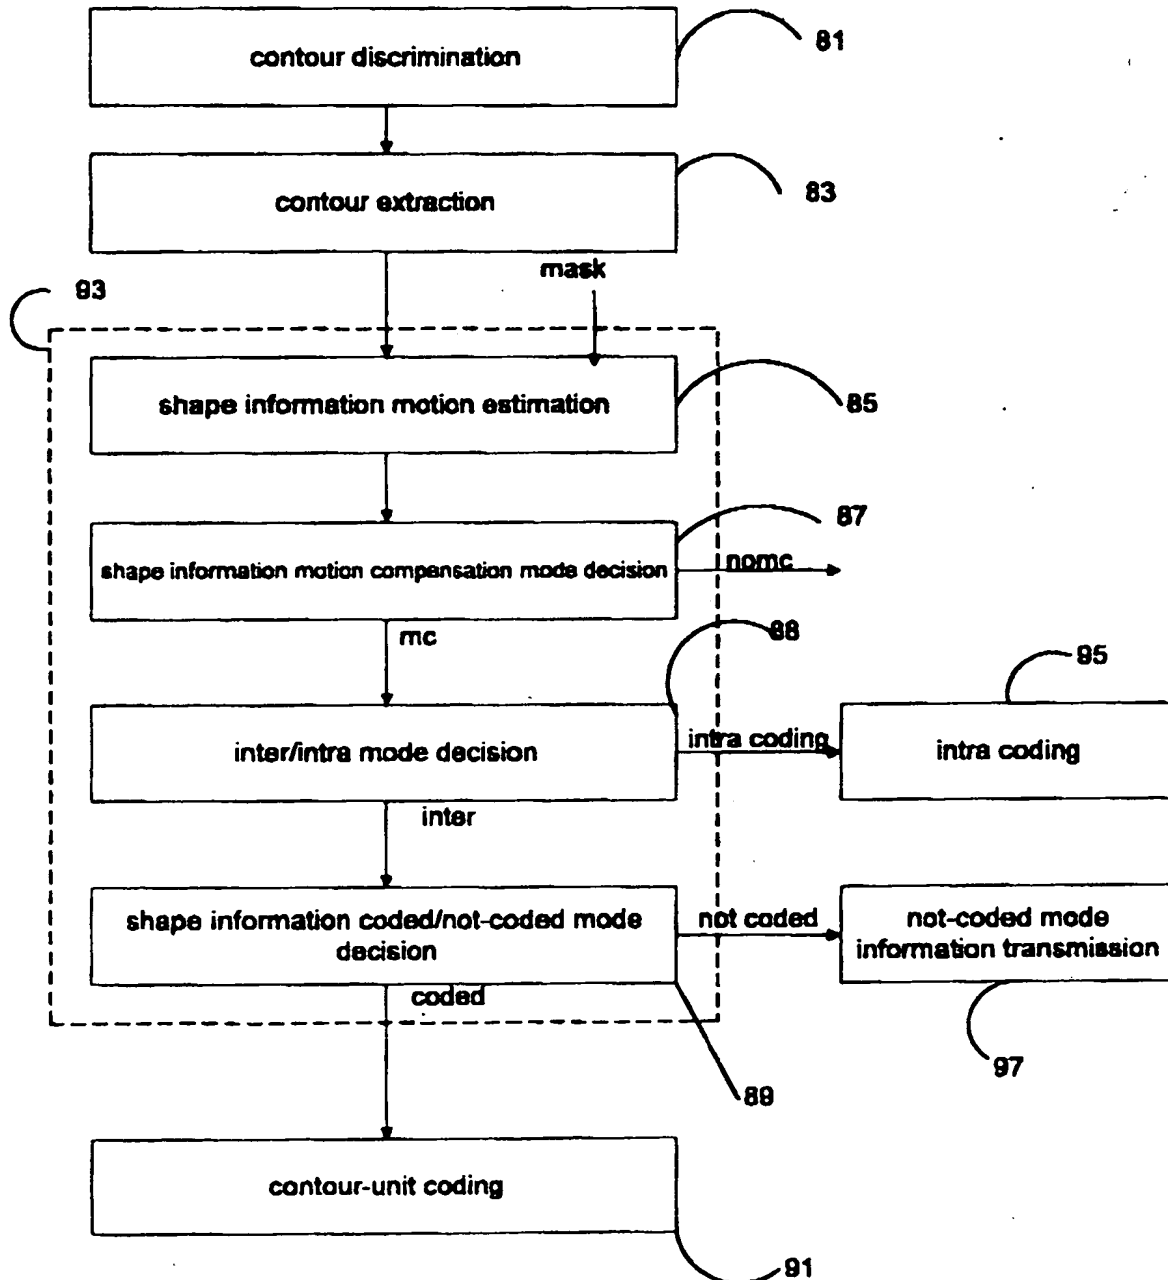 contour discrimination
81
contour extraction
83
mask
93
shape information motion estimation
85
87
shape information motion compensation mode decision
nomc
mc
88
95
inter/intra mode decision
intra coding
intra coding
inter
shape information coded/not-coded mode
decision
not coded
not-coded mode
information transmission
coded
97
89
contour-unit coding
91